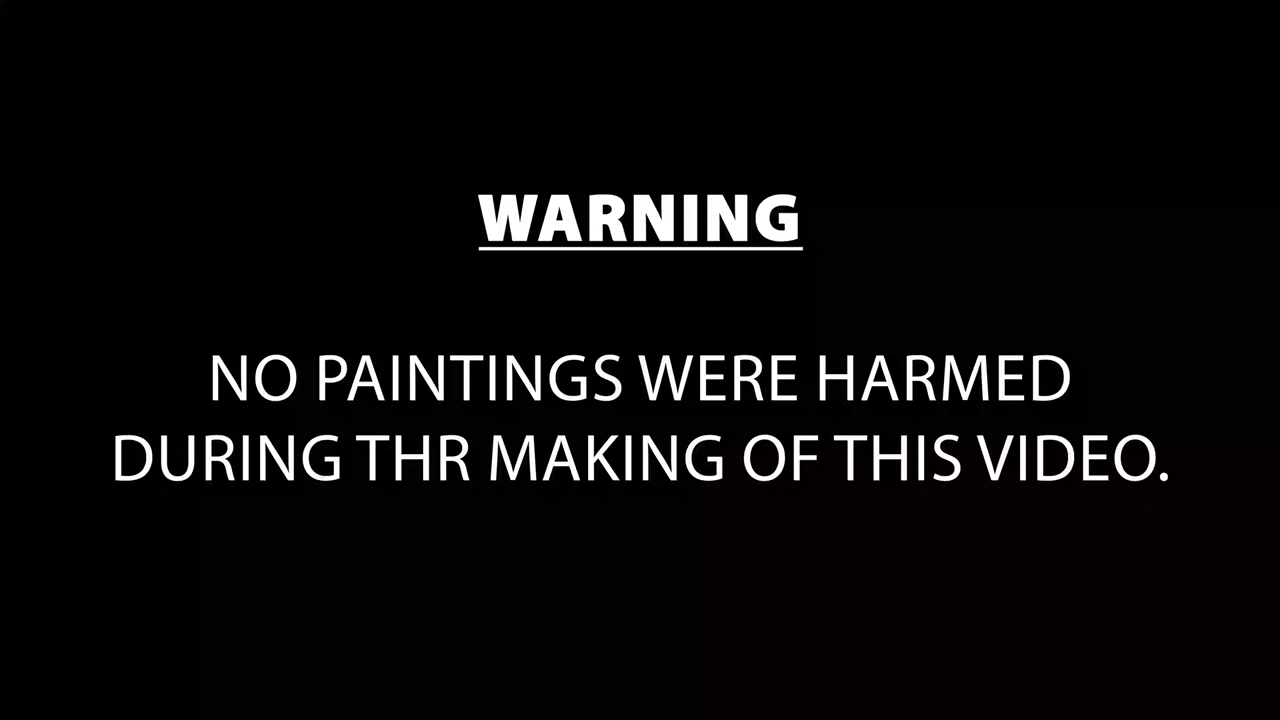 WARNING
NO PAINTINGS WERE HARMED
DURING THR MAKING OF THIS VIDEO.